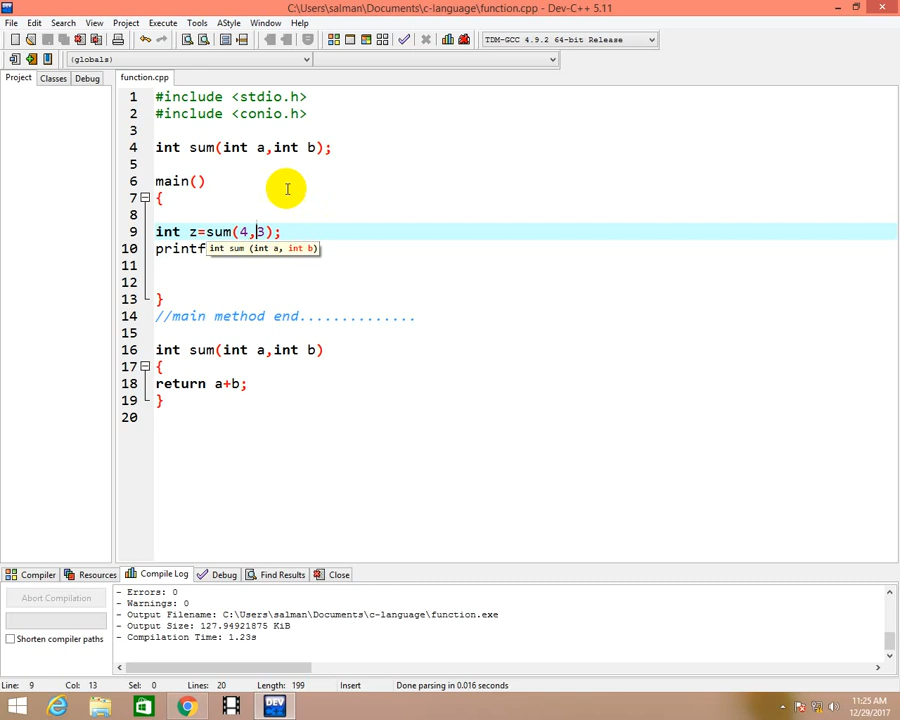 C:\Users\salman\Documents\c-language\function.cpp - Dev-C++ 5.11
File Edit Search View Project Execute Tools AStyle Window Help
TDM-GCC 4.9.2 64-bit Release
(globals)
Project Classes Debug
function.cpp
1 #include <stdio.h>
2 #include <conio.h>
3
4 int sum(int a,int b);
5
6 main()
7 {
8
9 int z=sum(4,3);
10 printf
int sum (int a, int b)
11
12
13 }
14 //main method end..............
15
16 int sum(int a,int b)
17 {
18 return a+b;
19 }
20
Compiler Resources Compile Log Debug Find Results Close
Abort Compilation
Shorten compiler paths
- Errors: 0
- Warnings: 0
- Output Filename: C:\Users\salman\Documents\c-language\function.exe
- Output Size: 127.94921875 KiB
- Compilation Time: 1.23s
Line: 9 Col: 13 Sel: 0 Lines: 20 Length: 199 Insert Done parsing in 0.016 seconds
DEV
11:25 AM
12/29/2017